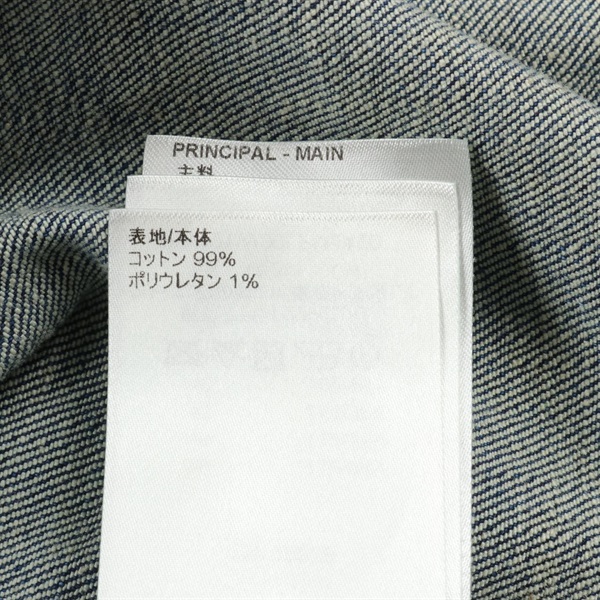 PRINCIPAL - MAIN
主料
表地/本体
コットン 99%
ポリウレタン 1%